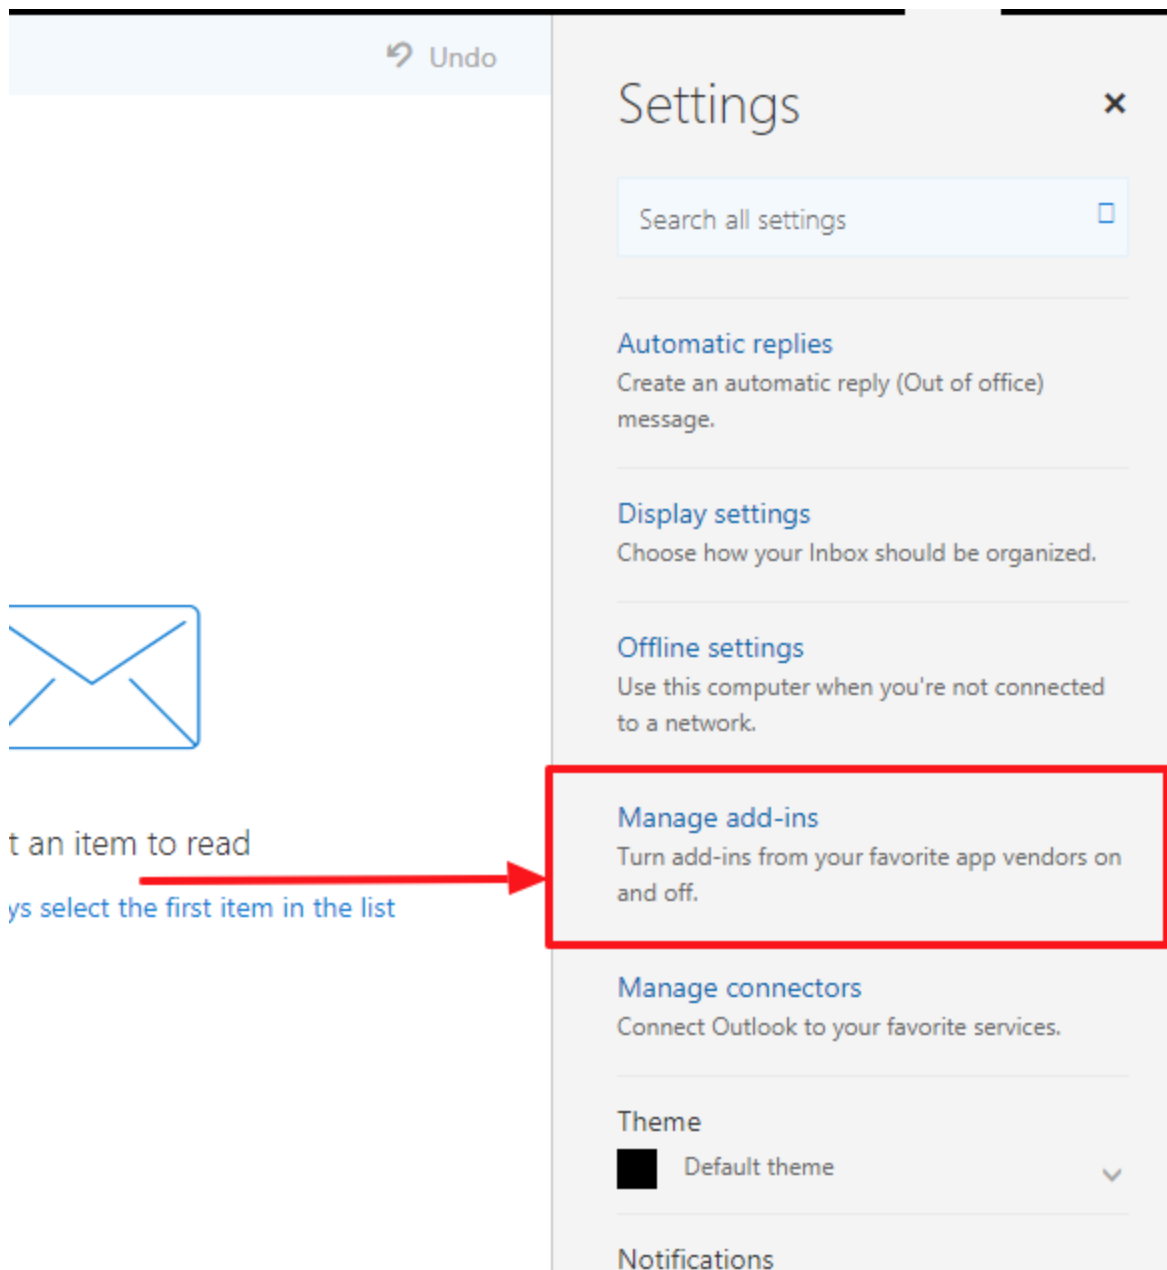 Undo
Settings
Search all settings
Automatic replies
Create an automatic reply (Out of office)
message.
Display settings
Choose how your Inbox should be organized.
Offline settings
Use this computer when you're not connected
to a network.
t an item to read
ys select the first item in the list
Manage add-ins
Turn add-ins from your favorite app vendors on
and off.
Manage connectors
Connect Outlook to your favorite services.
Theme
Default theme
Notifications